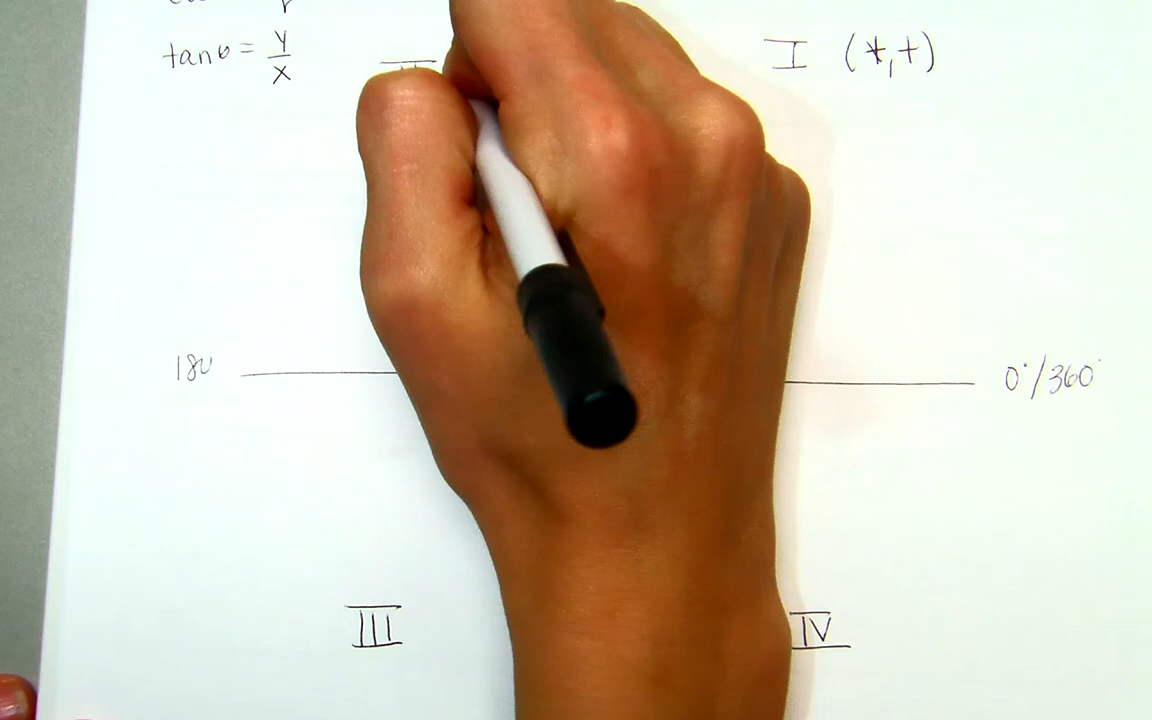 tanθ = y/x
I (+,+)
180
0°/360°
III
IV